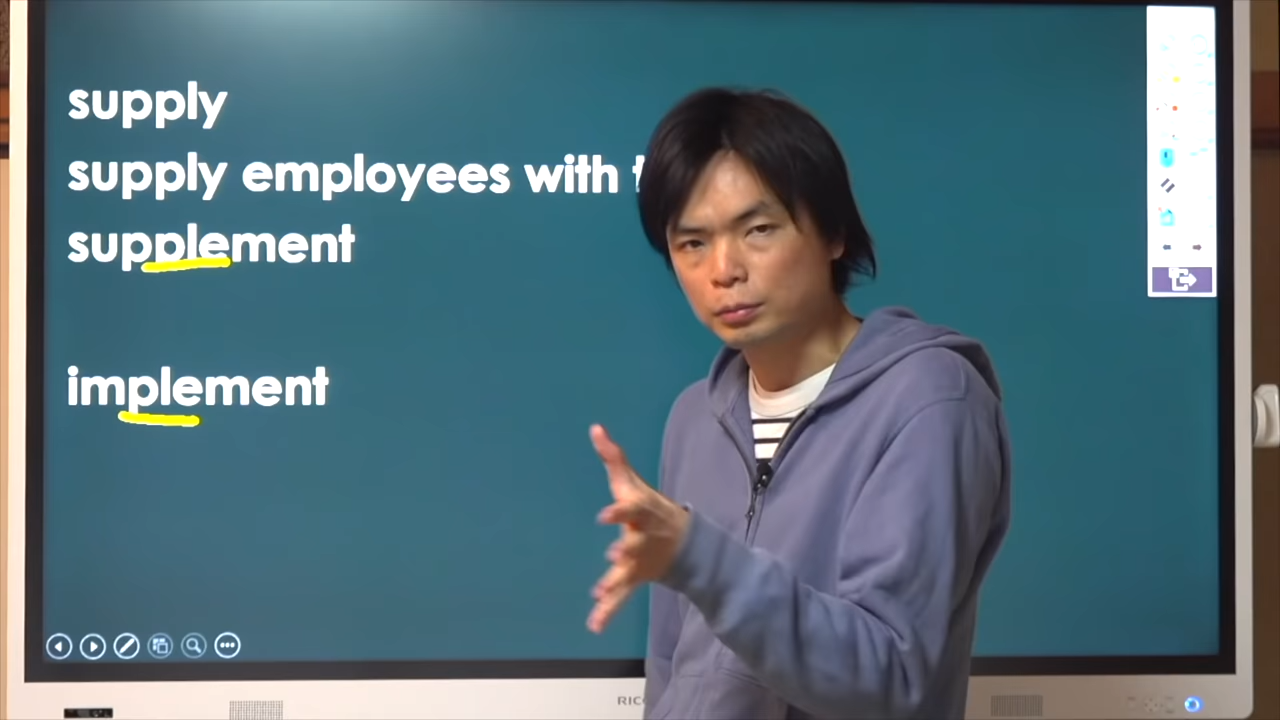 supply
supply employees with
supplement
implement